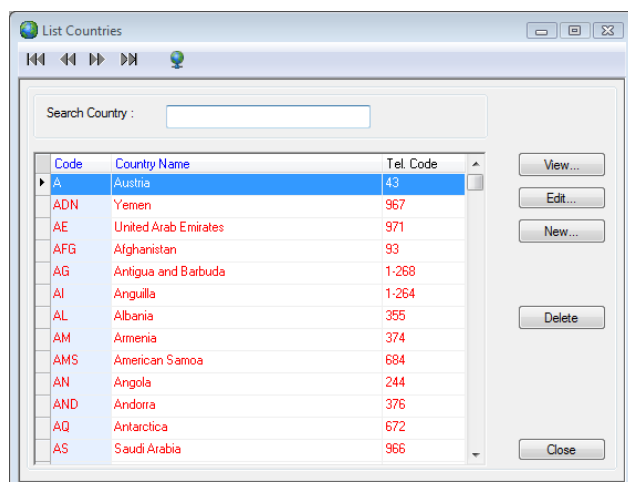 List Countries
Search Country :
Code Country Name Tel. Code
A Austria 43
ADN Yemen 967
AE United Arab Emirates 971
AFG Afghanistan 93
AG Antigua and Barbuda 1-268
AI Anguilla 1-264
AL Albania 355
AM Armenia 374
AMS American Samoa 684
AN Angola 244
AND Andorra 376
AQ Antarctica 672
AS Saudi Arabia 966
View...
Edit...
New...
Delete
Close